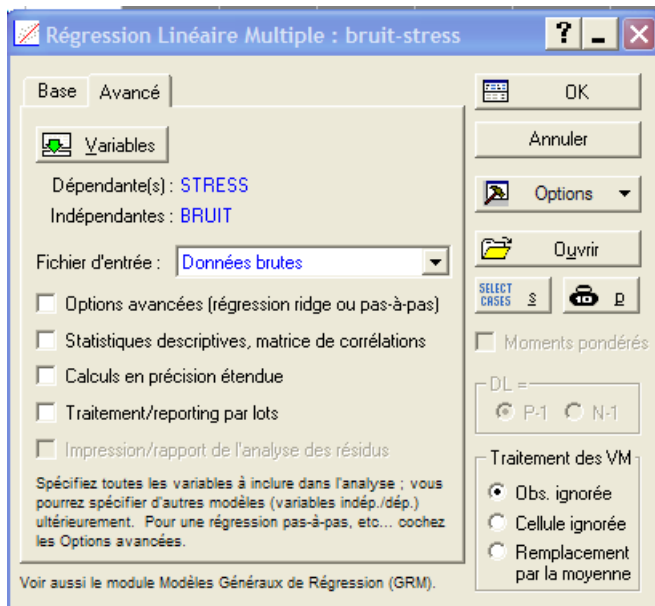 Régression Linéaire Multiple : bruit-stress
Base Avancé
Variables
Dépendante(s) : STRESS
Indépendantes : BRUIT
Fichier d'entrée : Données brutes
Options avancées (régression ridge ou pas-à-pas)
Statistiques descriptives, matrice de corrélations
Calculs en précision étendue
Traitement/reporting par lots
Impression/rapport de l'analyse des résidus
Spécifiez toutes les variables à inclure dans l'analyse ; vous
pourrez spécifier d'autres modèles (variables indép./dép.)
ultérieurement. Pour une régression pas-à-pas, etc... cochez
les Options avancées.
Voir aussi le module Modèles Généraux de Régression (GRM).
OK
Annuler
Options
Ouvrir
SELECT
CASES S D
Moments pondérés
DL =
P-1 N-1
Traitement des VM
Obs. ignorée
Cellule ignorée
Remplacement
par la moyenne